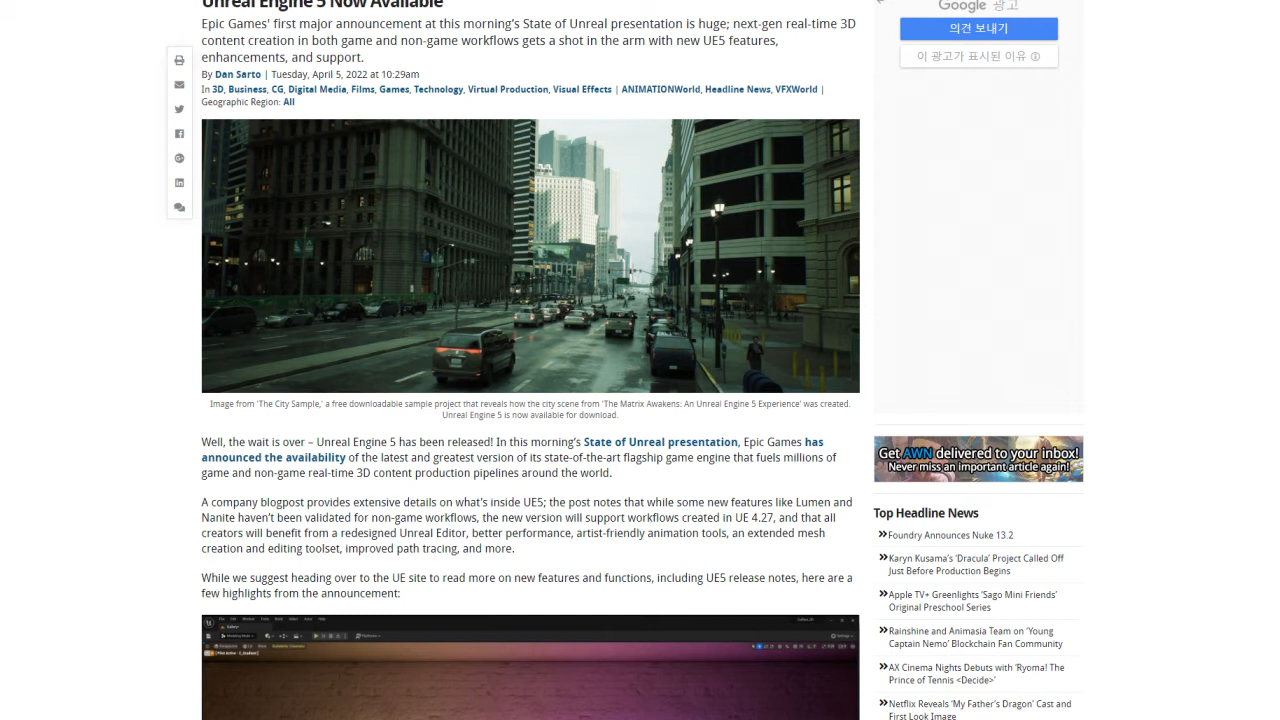 Unreal Engine 5 Now Available
Epic Games' first major announcement at this morning's State of Unreal presentation is huge; next-gen real-time 3D
content creation in both game and non-game workflows gets a shot in the arm with new UE5 features,
enhancements, and support.
By Dan Sarto | Tuesday, April 5, 2022 at 10:29am
In 3D, Business, CG, Digital Media, Films, Games, Technology, Virtual Production, Visual Effects | ANIMATIONWorld, Headline News, VFXWorld |
Geographic Region: All
Image from 'The City Sample,' a free downloadable sample project that reveals how the city scene from 'The Matrix Awakens: An Unreal Engine 5 Experience' was created.
Unreal Engine 5 is now available for download.
Well, the wait is over – Unreal Engine 5 has been released! In this morning's State of Unreal presentation, Epic Games has
announced the availability of the latest and greatest version of its state-of-the-art flagship game engine that fuels millions of
game and non-game real-time 3D content production pipelines around the world.
A company blogpost provides extensive details on what's inside UE5; the post notes that while some new features like Lumen and
Nanite haven't been validated for non-game workflows, the new version will support workflows created in UE 4.27, and that all
creators will benefit from a redesigned Unreal Editor, better performance, artist-friendly animation tools, an extended mesh
creation and editing toolset, improved path tracing, and more.
While we suggest heading over to the UE site to read more on new features and functions, including UE5 release notes, here are a
few highlights from the announcement:
Google 광고
의견 보내기
이 광고가 표시된 이유
Get AWN delivered to your inbox!
Never miss an important article again!
Top Headline News
Foundry Announces Nuke 13.2
Karyn Kusama's 'Dracula' Project Called Off
Just Before Production Begins
Apple TV+ Greenlights 'Sago Mini Friends'
Original Preschool Series
Rainshine and Animasia Team on 'Young
Captain Nemo' Blockchain Fan Community
AX Cinema Nights Debuts with 'Ryoma! The
Prince of Tennis <Decide>'
Netflix Reveals 'My Father's Dragon' Cast and
First Look Image